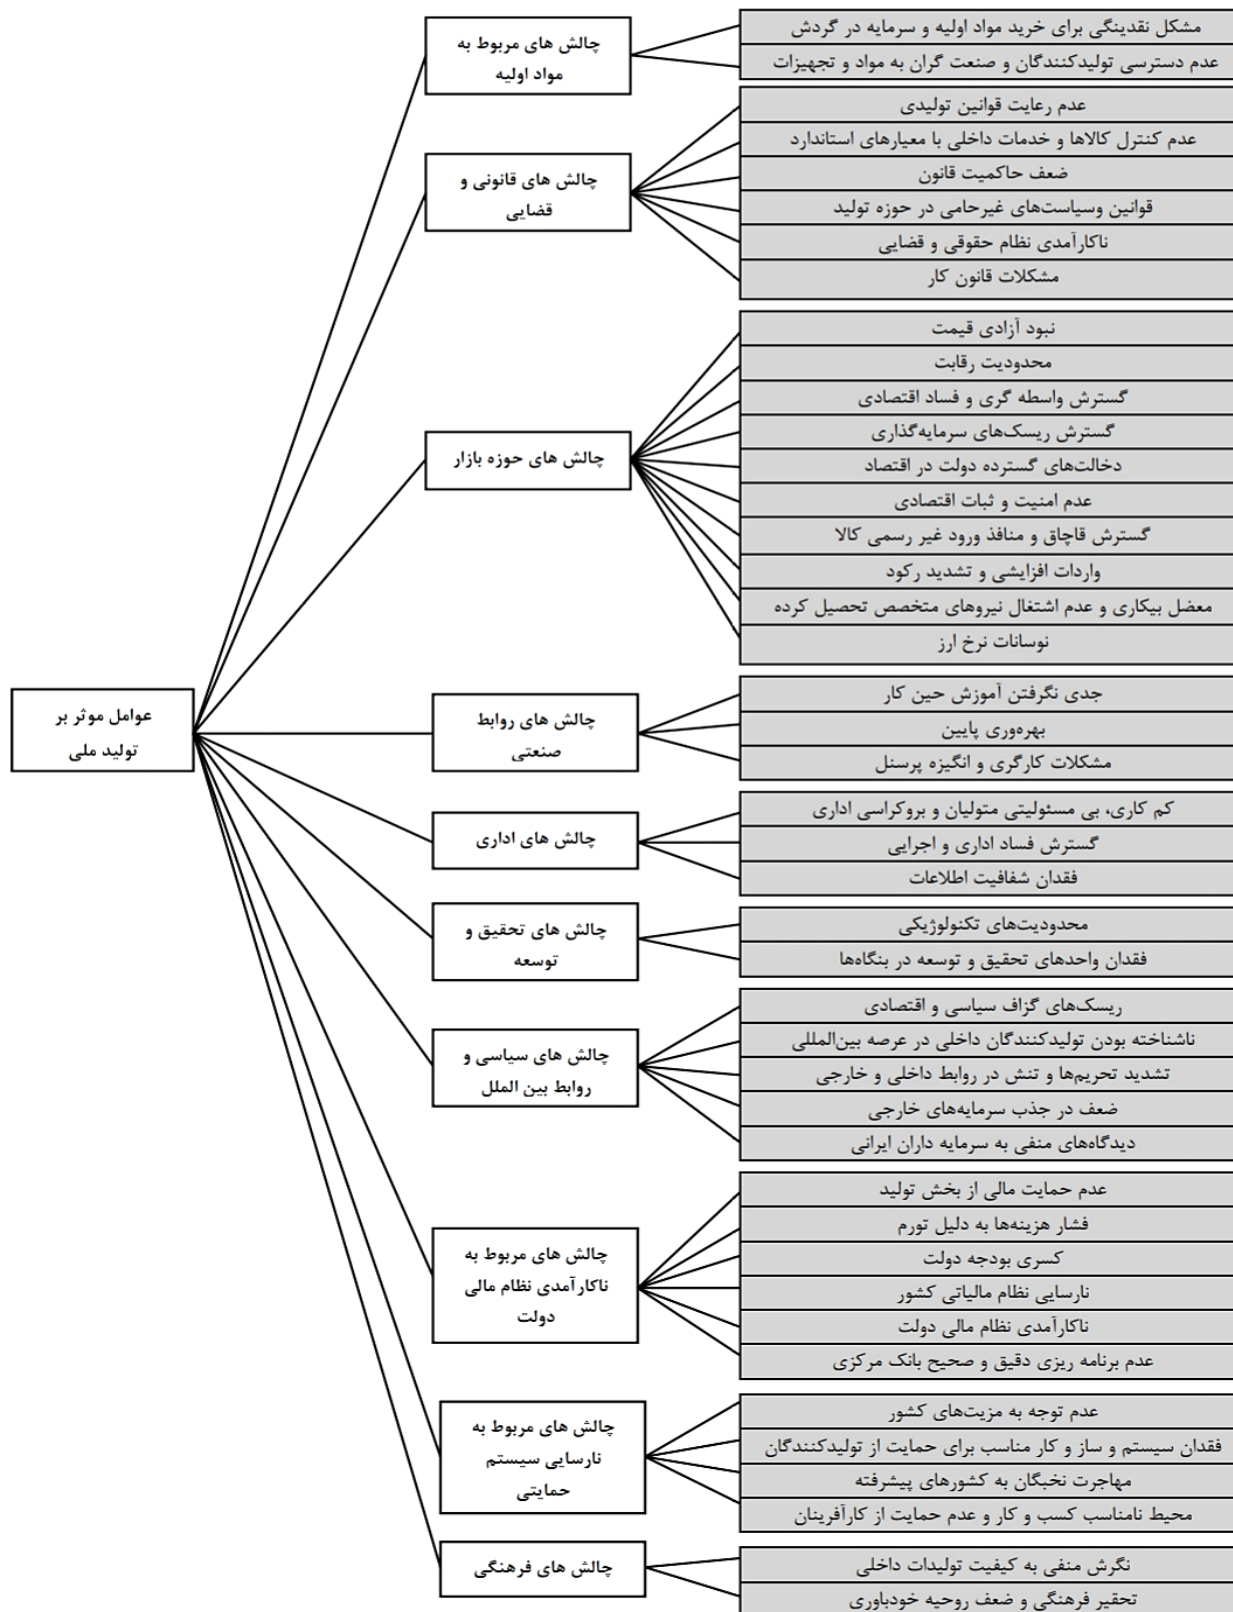 چالش های مربوط به
مواد اولیه
مشکل نقدینگی برای خرید مواد اولیه و سرمایه در گردش
عدم دسترسی تولیدکنندگان و صنعت گران به مواد و تجهیزات
چالش های قانونی و
قضایی
عدم رعایت قوانین تولیدی
عدم کنترل کالاها و خدمات داخلی با معیارهای استاندارد
ضعف حاکمیت قانون
قوانین وسیاست‌های غیرحامی در حوزه تولید
ناکارآمدی نظام حقوقی و قضایی
مشکلات قانون کار
چالش های حوزه بازار
نبود آزادی قیمت
محدودیت رقابت
گسترش واسطه گری و فساد اقتصادی
گسترش ریسک‌های سرمایه‌گذاری
دخالت‌های گسترده دولت در اقتصاد
عدم امنیت و ثبات اقتصادی
گسترش قاچاق و منافذ ورود غیر رسمی کالا
واردات افزایشی و تشدید رکود
معضل بیکاری و عدم اشتغال نیروهای متخصص تحصیل کرده
نوسانات نرخ ارز
عوامل موثر بر
تولید ملی
چالش های روابط
صنعتی
جدی نگرفتن آموزش حین کار
بهره‌وری پایین
مشکلات کارگری و انگیزه پرسنل
چالش های اداری
کم کاری، بی مسئولیتی متولیان و بروکراسی اداری
گسترش فساد اداری و اجرایی
فقدان شفافیت اطلاعات
چالش های تحقیق و
توسعه
محدودیت‌های تکنولوژیکی
فقدان واحدهای تحقیق و توسعه در بنگاه‌ها
چالش های سیاسی و
روابط بین الملل
ریسک‌های گزاف سیاسی و اقتصادی
ناشناخته بودن تولیدکنندگان داخلی در عرصه بین‌المللی
تشدید تحریم‌ها و تنش در روابط داخلی و خارجی
ضعف در جذب سرمایه‌های خارجی
دیدگاه‌های منفی به سرمایه داران ایرانی
چالش های مربوط به
ناکارآمدی نظام مالی
دولت
عدم حمایت مالی از بخش تولید
فشار هزینه‌ها به دلیل تورم
کسری بودجه دولت
نارسایی نظام مالیاتی کشور
ناکارآمدی نظام مالی دولت
عدم برنامه ریزی دقیق و صحیح بانک مرکزی
چالش های مربوط به
نارسایی سیستم
حمایتی
عدم توجه به مزیت‌های کشور
فقدان سیستم و ساز و کار مناسب برای حمایت از تولیدکنندگان
مهاجرت نخبگان به کشورهای پیشرفته
محیط نامناسب کسب و کار و عدم حمایت از کارآفرینان
چالش های فرهنگی
نگرش منفی به کیفیت تولیدات داخلی
تحقیر فرهنگی و ضعف روحیه خودباوری